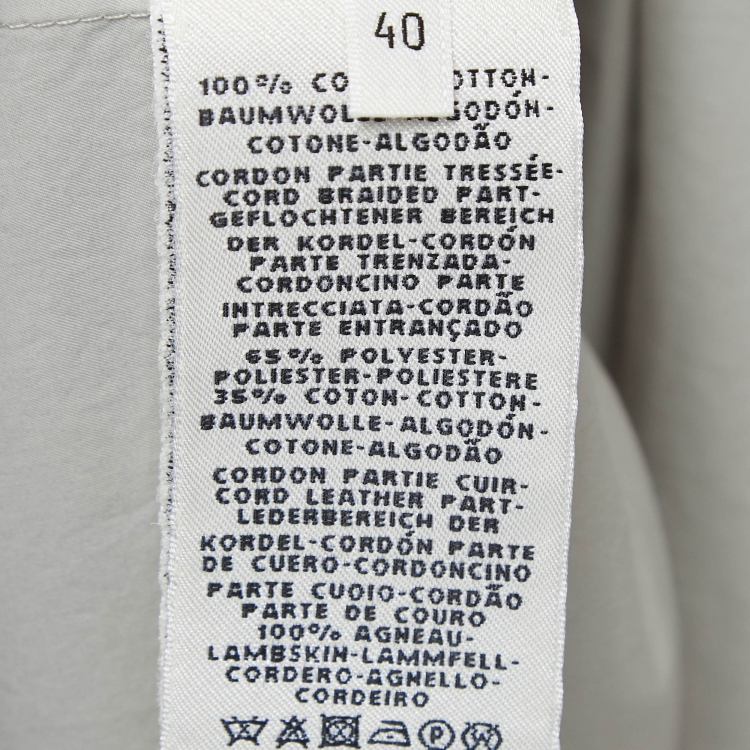 40
100% CO OTTON-
BAUMWOL GODÓN-
COTONE-ALGODÃO
CORDON PARTIE TRESSÉE-
CORD BRAIDED PART-
GEFLOCHTENER BEREICH
DER KORDEL-CORDÓN
PARTE TRENZADA-
CORDONCINO PARTE
INTRECCIATA-CORDÃO
PARTE ENTRANÇADO
65% POLYESTER-
POLIESTER-POLIESTERE
35% COTON-COTTON-
BAUMWOLLE-ALGODÓN-
COTONE-ALGODÃO
CORDON PARTIE CUIR-
CORD LEATHER PART-
LEDERBEREICH DER
KORDEL-CORDÓN PARTE
DE CUERO-CORDONCINO
PARTE CUOIO-CORDÃO
PARTE DE COURO
100% AGNEAU-
LAMBSKIN-LAMMFELL-
CORDERO-AGNELLO-
CORDEIRO